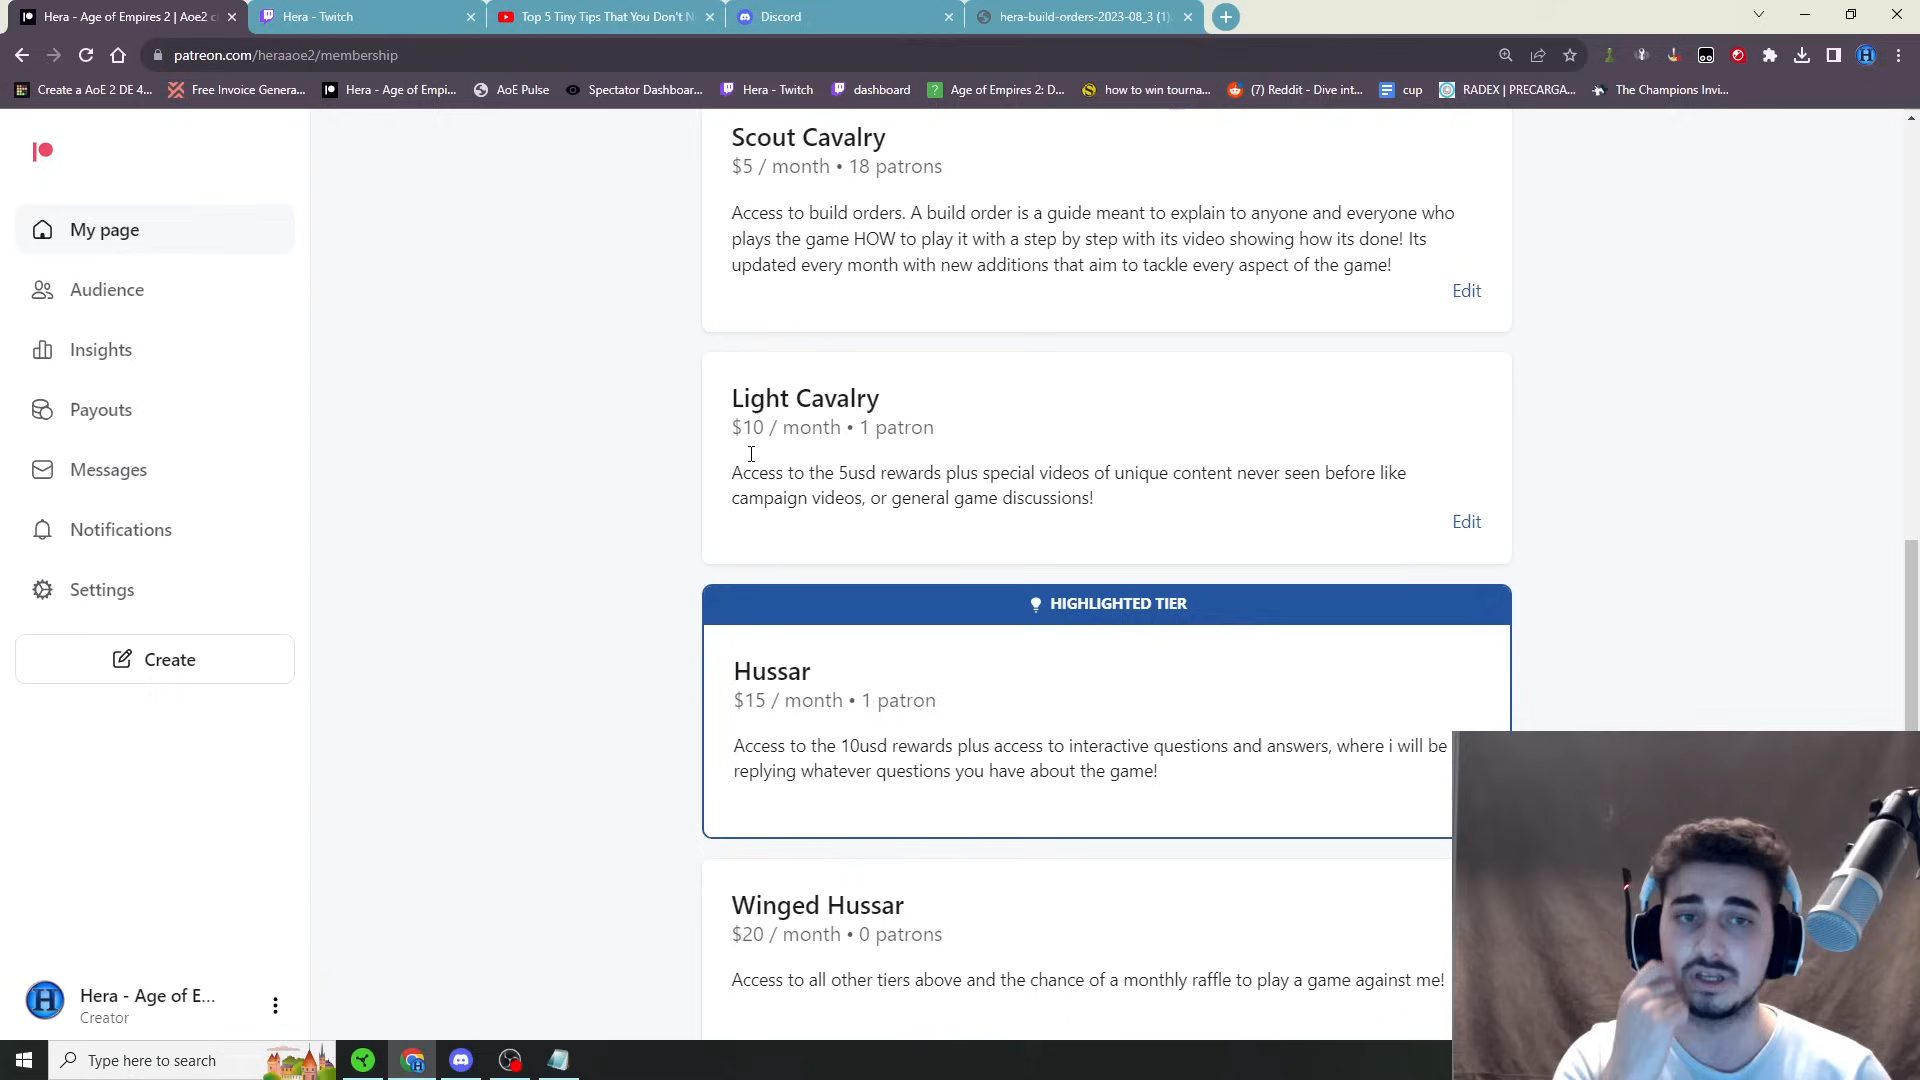 Hera - Age of Empires 2 | Aoe2 c
Hera - Twitch
Top 5 Tiny Tips That You Don't N
Discord
hera-build-orders-2023-08_3 (1)
patreon.com/heraaoe2/membership
Create a AoE 2 DE 4...
Free Invoice Genera...
Hera - Age of Empi...
AoE Pulse
Spectator Dashboar...
Hera - Twitch
dashboard
Age of Empires 2: D...
how to win tourna...
(7) Reddit - Dive int...
cup
RADEX | PRECARGA...
The Champions Invi...
My page
Audience
Insights
Payouts
Messages
Notifications
Settings
Create
Hera - Age of E...
Creator
Scout Cavalry
$5 / month • 18 patrons
Access to build orders. A build order is a guide meant to explain to anyone and everyone who
plays the game HOW to play it with a step by step with its video showing how its done! Its
updated every month with new additions that aim to tackle every aspect of the game!
Edit
Light Cavalry
$10 / month • 1 patron
Access to the 5usd rewards plus special videos of unique content never seen before like
campaign videos, or general game discussions!
Edit
HIGHLIGHTED TIER
Hussar
$15 / month • 1 patron
Access to the 10usd rewards plus access to interactive questions and answers, where i will be
replying whatever questions you have about the game!
Winged Hussar
$20 / month • 0 patrons
Access to all other tiers above and the chance of a monthly raffle to play a game against me!
Type here to search